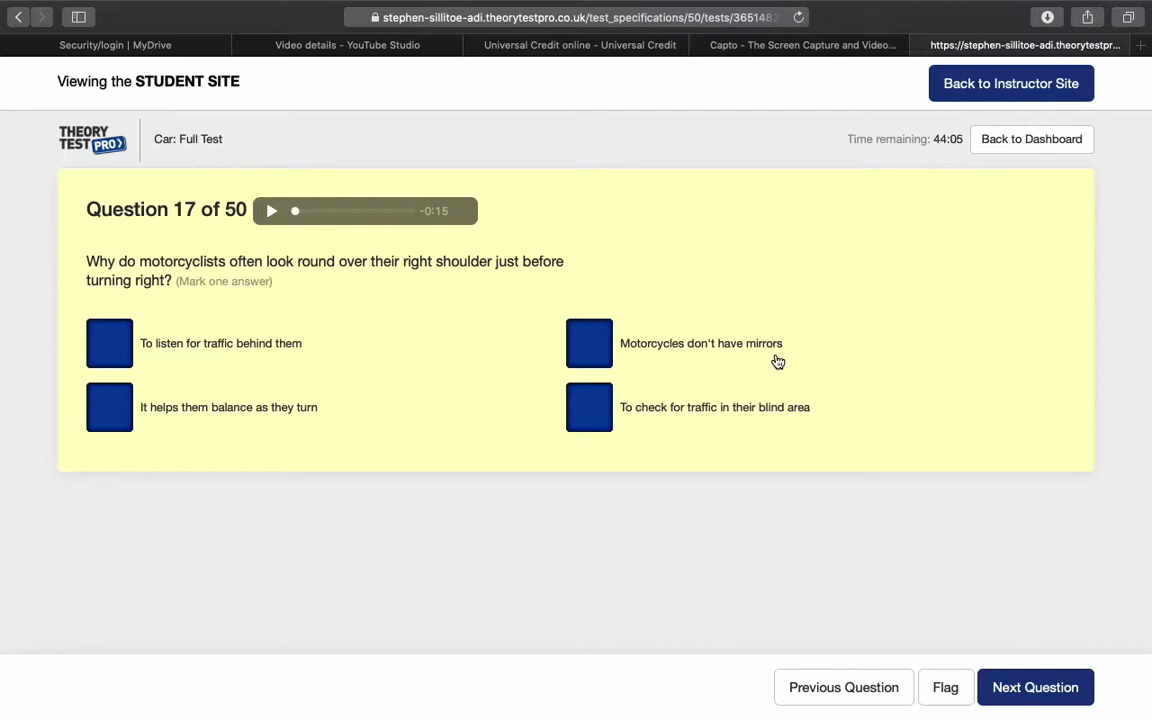 stephen-sillitoe-adi.theorytestpro.co.uk/test_specifications/50/tests/3651482
Security/login | MyDrive
Video details - YouTube Studio
Universal Credit online - Universal Credit
Capto - The Screen Capture and Video...
https://stephen-sillitoe-adi.theorytestpr...
Viewing the STUDENT SITE
Back to Instructor Site
THEORY
TEST PRO
Car: Full Test
Time remaining: 44:05
Back to Dashboard
Question 17 of 50
-0:15
Why do motorcyclists often look round over their right shoulder just before
turning right? (Mark one answer)
To listen for traffic behind them
Motorcycles don't have mirrors
It helps them balance as they turn
To check for traffic in their blind area
Previous Question
Flag
Next Question